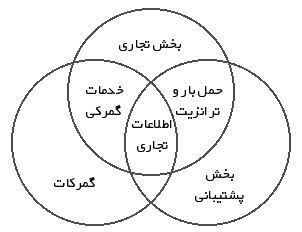 بخش تجاری
خدمات
گمرکی
حمل بار و
ترانزیت
اطلاعات
تجاری
گمرکات
بخش
پشتیبانی